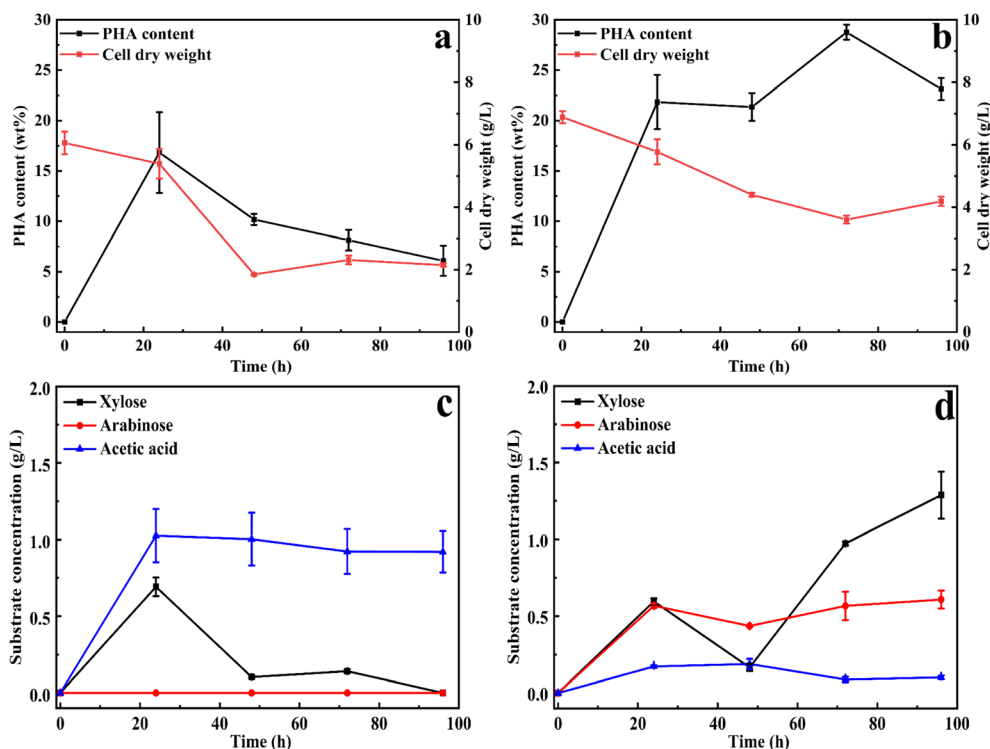 a
PHA content
Cell dry weight
30
25
20
15
10
5
0
10
8
6
4
2
0
PHA content (wt%)
Cell dry weight (g/L)
0 20 40 60 80 100
Time (h)
b
PHA content
Cell dry weight
30
25
20
15
10
5
0
10
8
6
4
2
0
PHA content (wt%)
Cell dry weight (g/L)
0 20 40 60 80 100
Time (h)
c
Xylose
Arabinose
Acetic acid
2.0
1.5
1.0
0.5
0.0
Substrate concentration (g/L)
0 20 40 60 80 100
Time (h)
d
Xylose
Arabinose
Acetic acid
2.0
1.5
1.0
0.5
0.0
Substrate concentration (g/L)
0 20 40 60 80 100
Time (h)